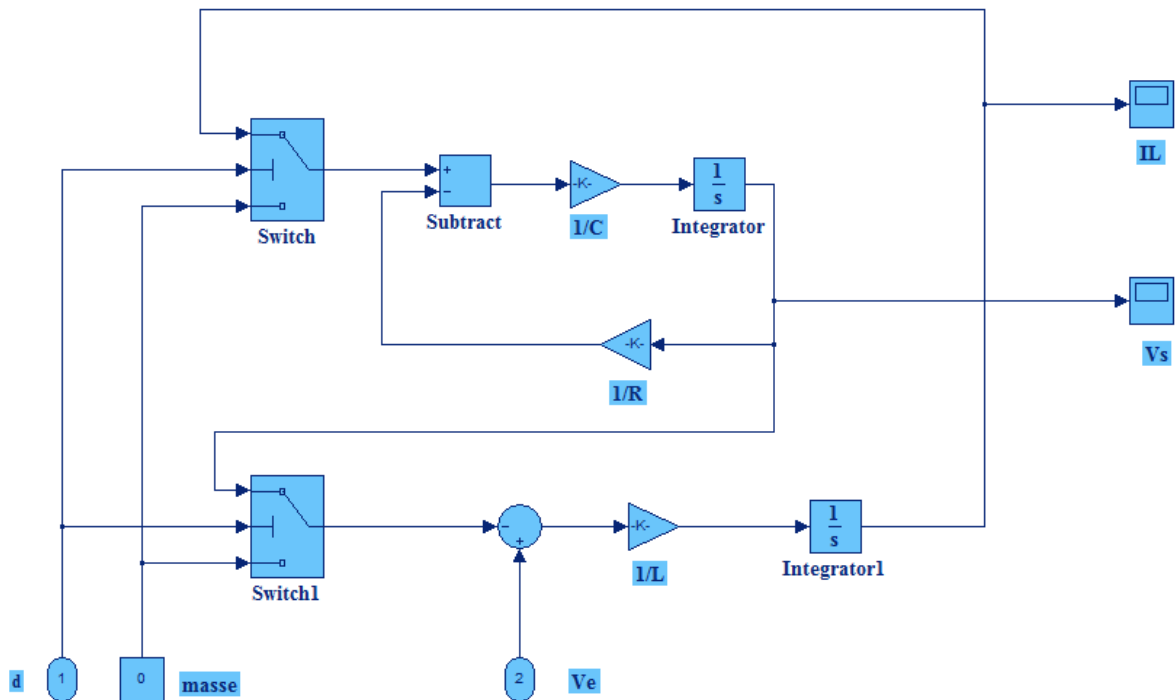 IL
Switch
+
−
Subtract
-K-
1/C
1
s
Integrator
Vs
-K-
1/R
Switch1
−
+
-K-
1/L
1
s
Integrator1
d
1
0
masse
2
Ve